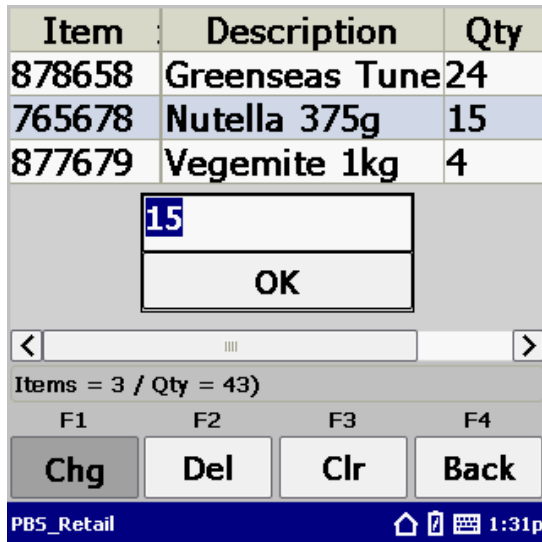 Item : Description Qty
878658 Greenseas Tune 24
765678 Nutella 375g 15
877679 Vegemite 1kg 4
15
OK
Items = 3 / Qty = 43)
F1 F2 F3 F4
Chg Del Clr Back
PBS_Retail 1:31p